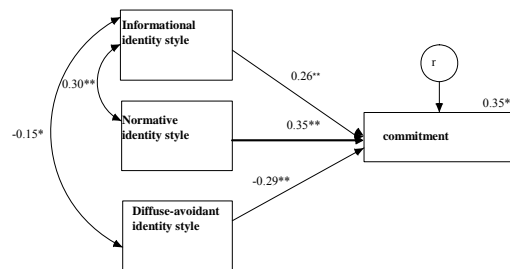 Informational
identity style
0.30**
0.26**
r
0.35*
Normative
identity style
0.35**
commitment
-0.15*
-0.29**
Diffuse-avoidant
identity style